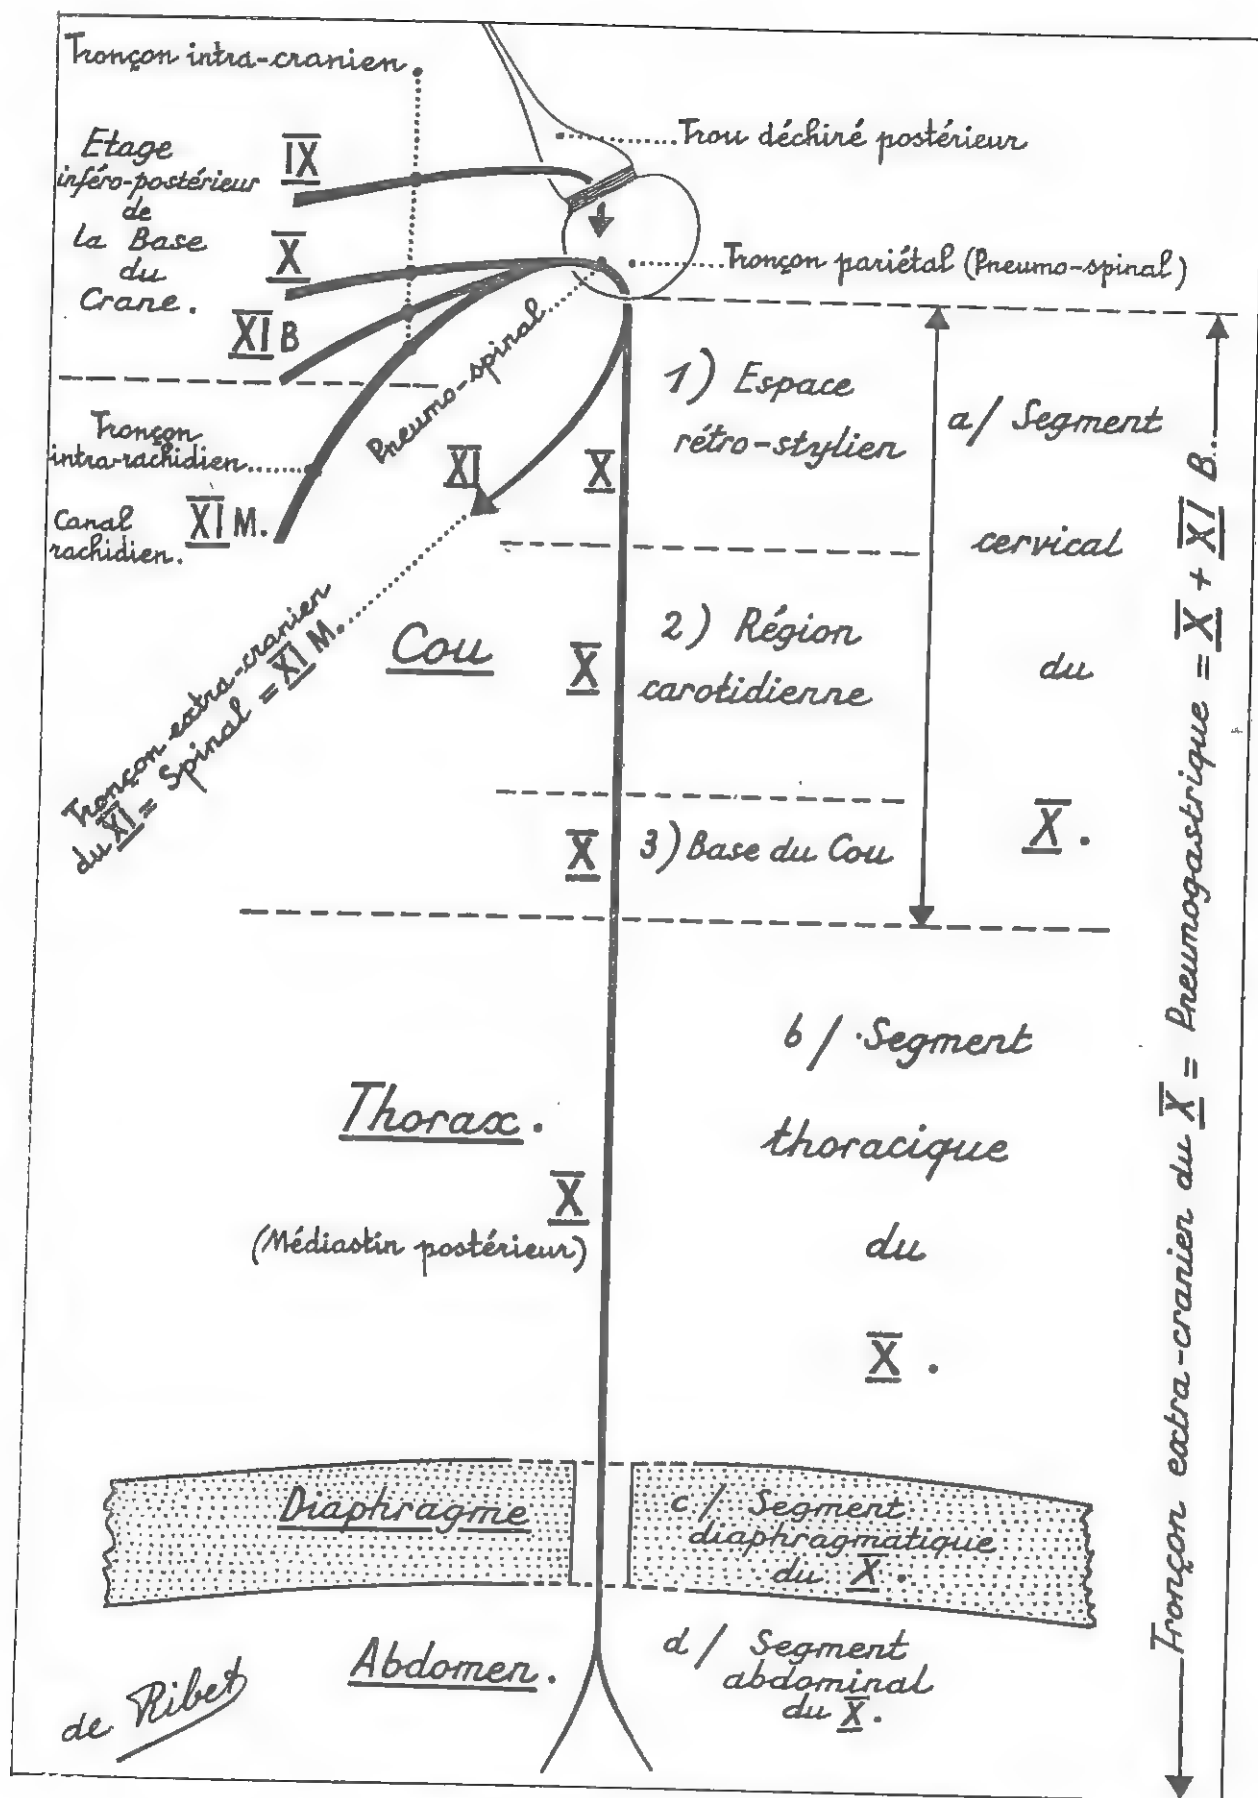 Tronçon intra-cranien
Etage
inféro-postérieur
de
la Base
du
Crane.
IX
X
XI B
Trou déchiré postérieur
Tronçon pariétal (Pneumo-spinal)
Pneumo-spinal
Tronçon
intra-rachidien
Canal
rachidien.
XI M.
XI
X
1) Espace
rétro-stylien
a/ Segment
cervical
du
X.
Tronçon extra-cranien
du XI = Spinal = XI M.
Cou
X
2) Région
carotidienne
X
3) Base du Cou
Thorax.
X
(Médiastin postérieur)
b/ Segment
thoracique
du
X.
Tronçon extra-cranien du X = Pneumogastrique = X + XI B.
Diaphragme
c/ Segment
diaphragmatique
du X.
Abdomen.
d/ Segment
abdominal
du X.
de Ribet